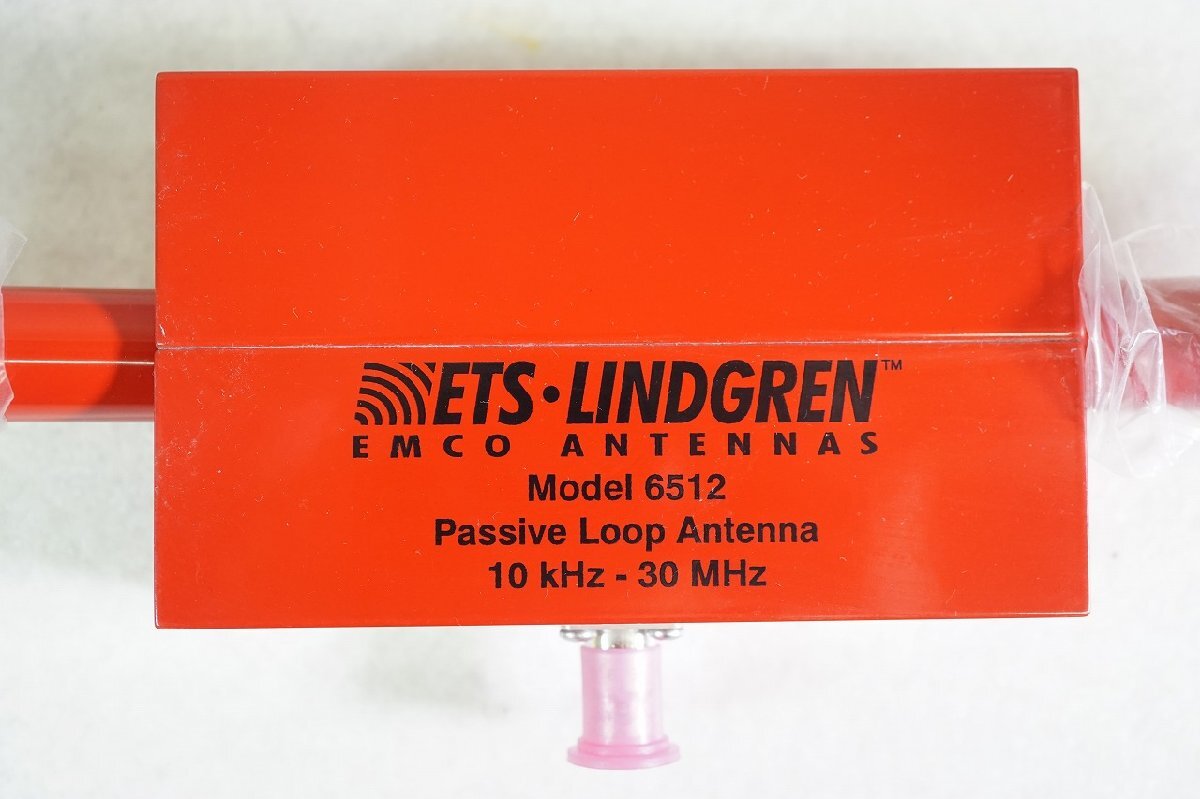 ETS·LINDGREN™
EMCO ANTENNAS
Model 6512
Passive Loop Antenna
10 kHz - 30 MHz